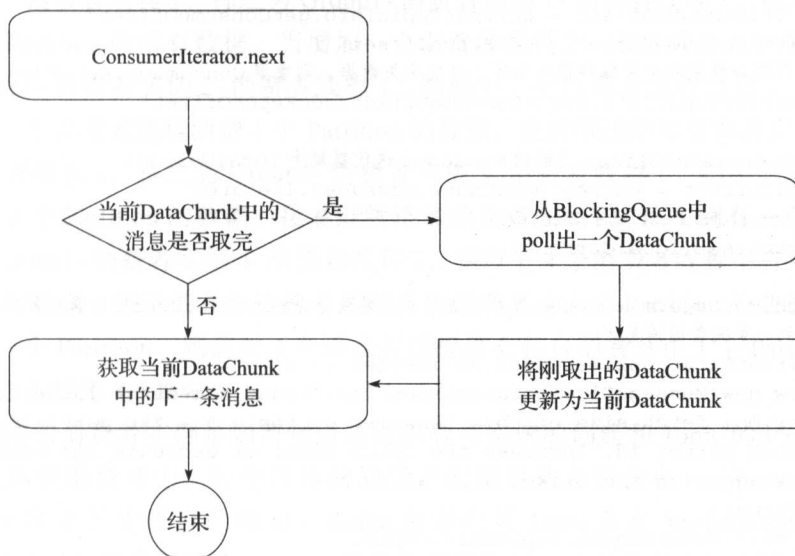 ConsumerIterator.next
当前DataChunk中的
消息是否取完
是
从BlockingQueue中
poll出一个DataChunk
否
获取当前DataChunk
中的下一条消息
将刚取出的DataChunk
更新为当前DataChunk
结束